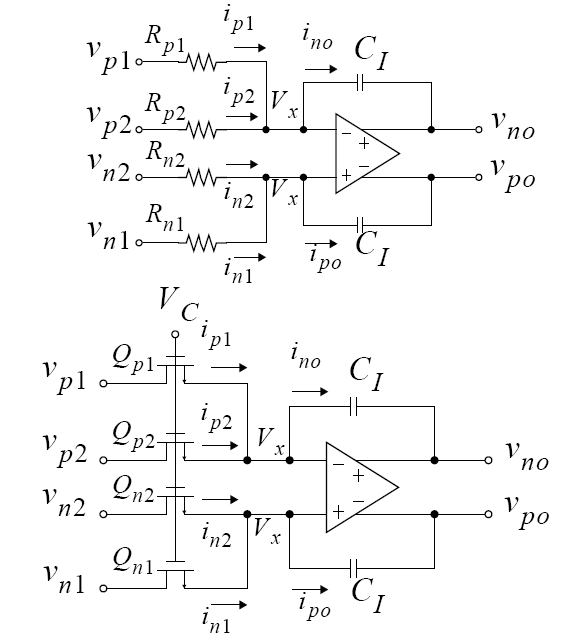 i_p1
R_p1
i_no
C_I
v_p1
i_p2
R_p2
V_x
v_p2
v_no
− +
R_n2
v_n2
+ −
v_po
i_n2
V_x
R_n1
v_n1
i_n1
i_po
C_I
V_C
i_p1
Q_p1
i_no
C_I
v_p1
i_p2
Q_p2
V_x
v_p2
v_no
− +
Q_n2
v_n2
+ −
v_po
i_n2
V_x
Q_n1
v_n1
i_n1
i_po
C_I